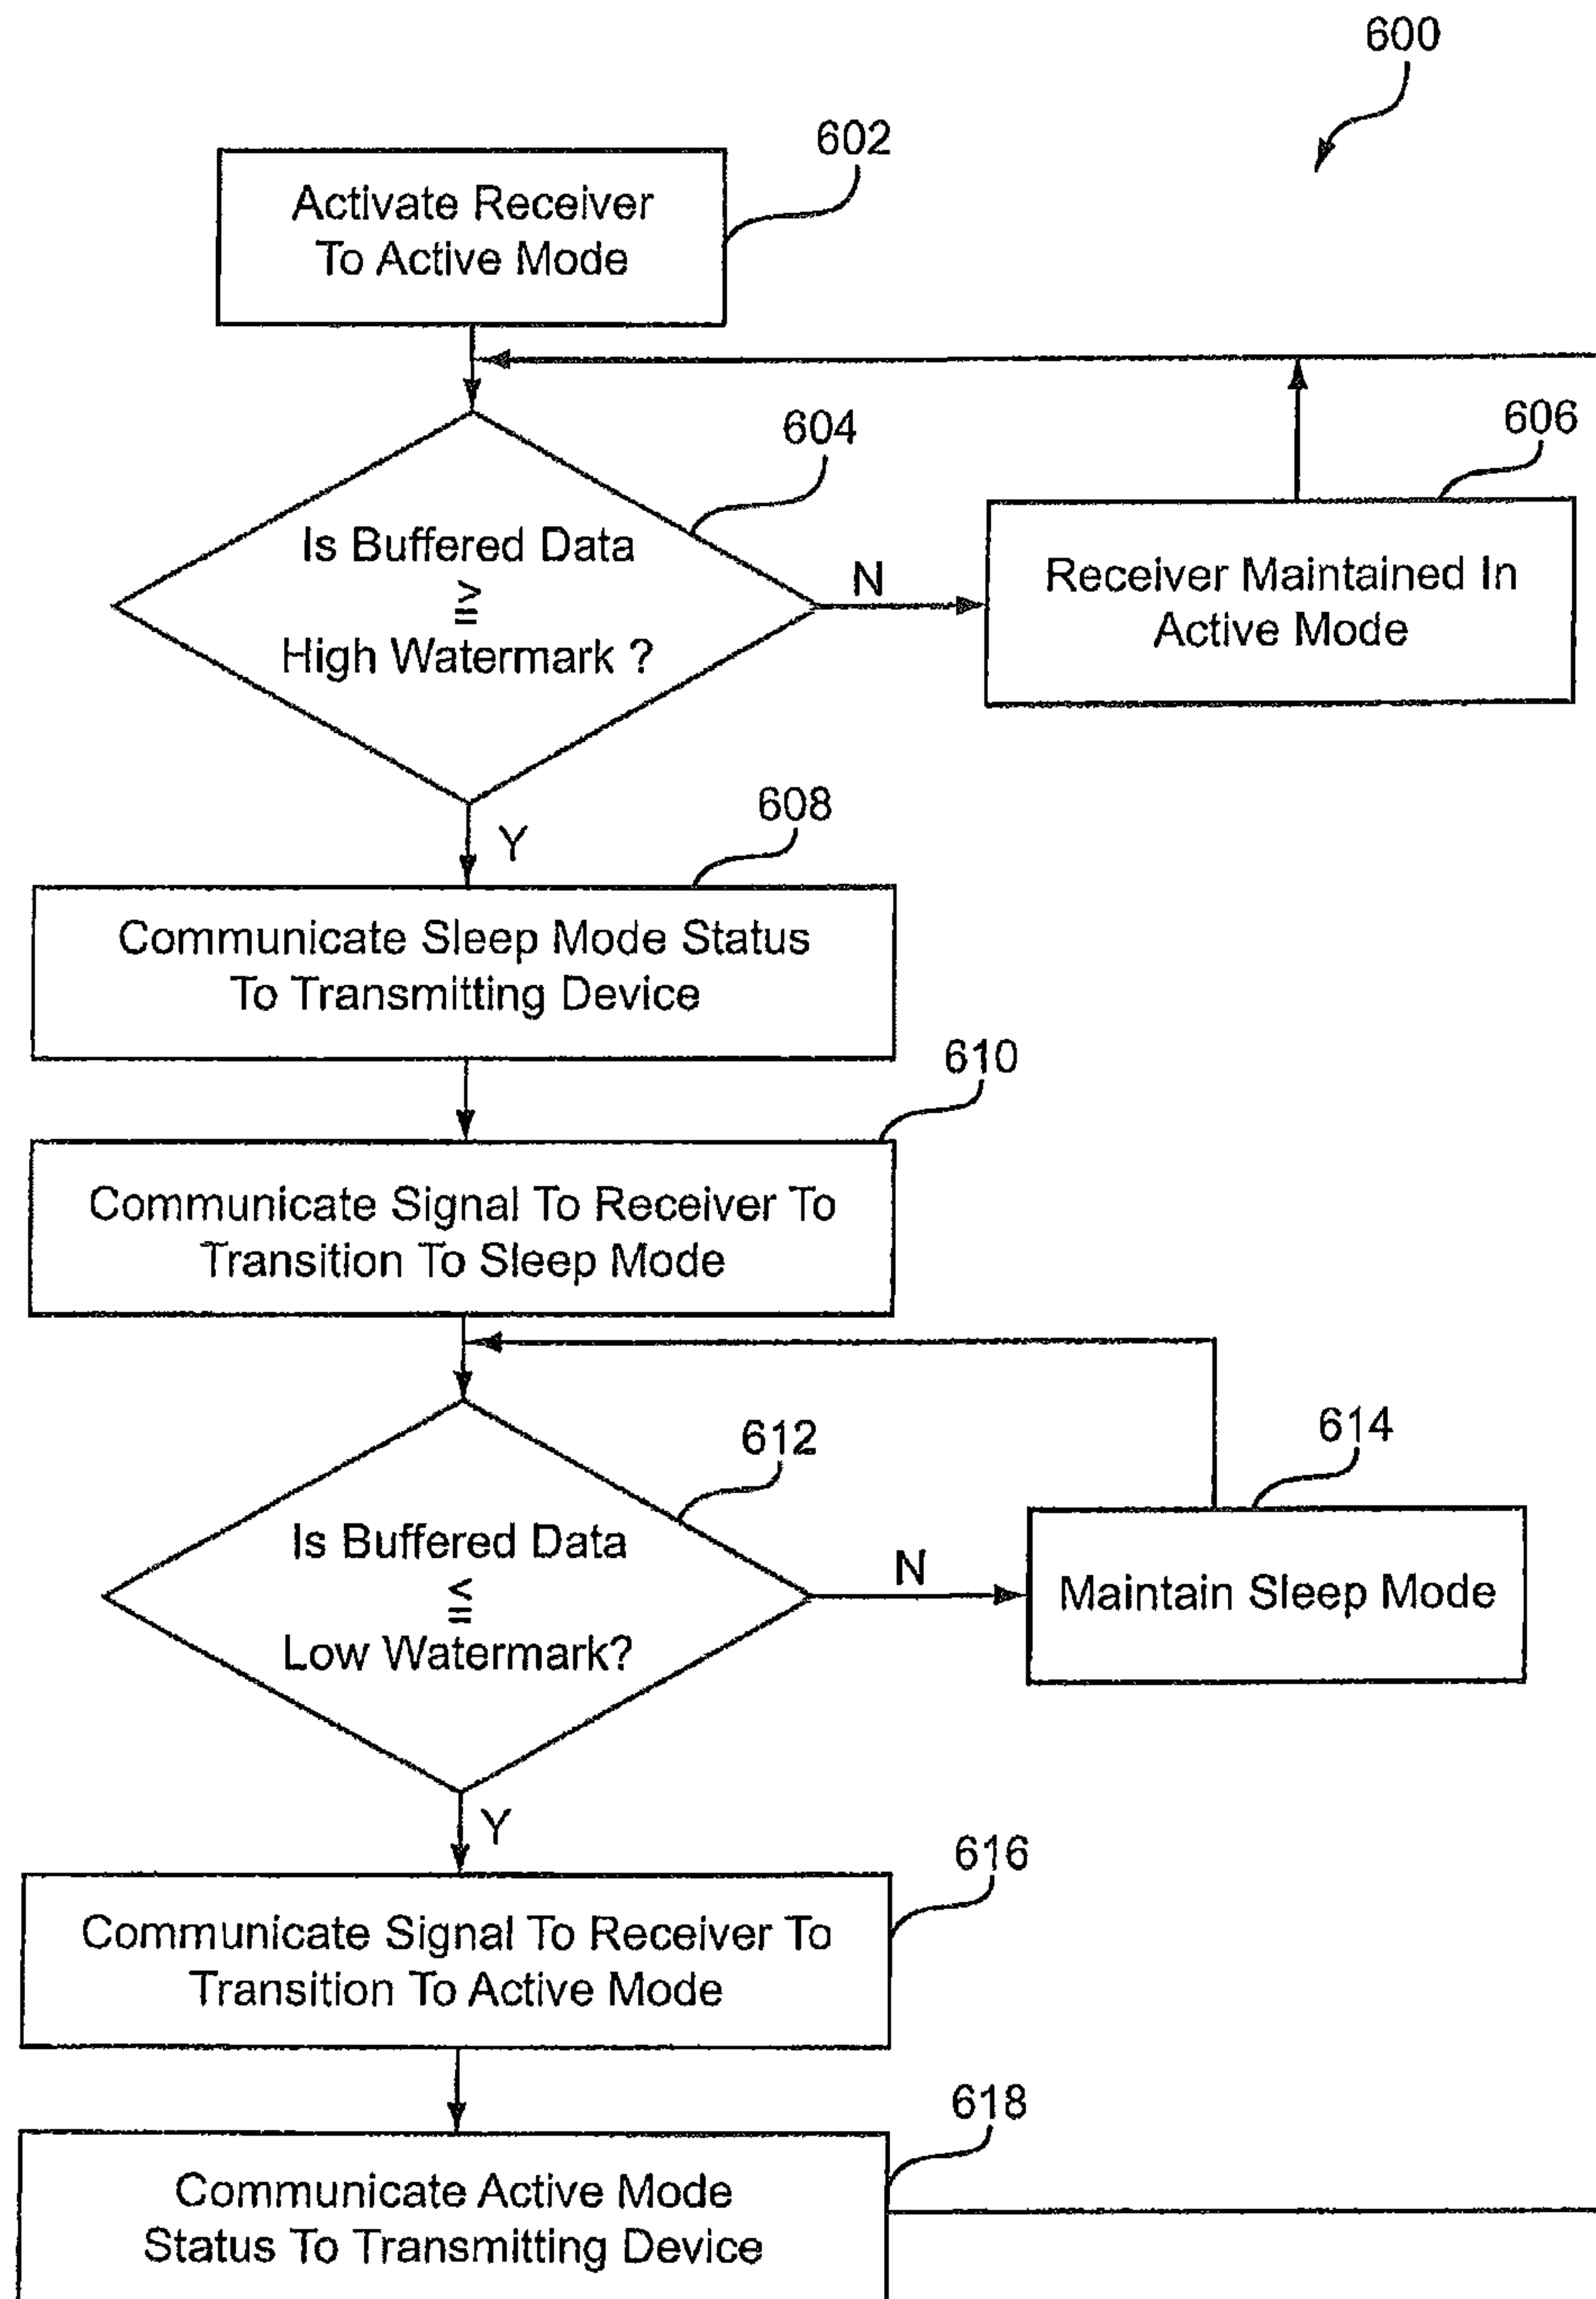 600
602
Activate Receiver
To Active Mode
604
606
Is Buffered Data
≧
High Watermark ?
N
Receiver Maintained In
Active Mode
608
Y
Communicate Sleep Mode Status
To Transmitting Device
610
Communicate Signal To Receiver To
Transition To Sleep Mode
612
614
Is Buffered Data
≦
Low Watermark?
N
Maintain Sleep Mode
Y
616
Communicate Signal To Receiver To
Transition To Active Mode
618
Communicate Active Mode
Status To Transmitting Device